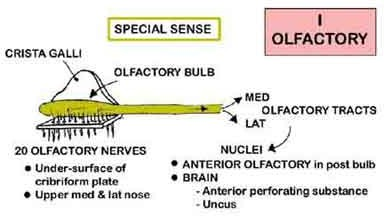 SPECIAL SENSE
I
OLFACTORY
CRISTA GALLI
OLFACTORY BULB
MED
OLFACTORY TRACTS
LAT
NUCLEI
20 OLFACTORY NERVES
• Under-surface of
cribriform plate
• Upper med & lat nose
• ANTERIOR OLFACTORY in post bulb
• BRAIN
- Anterior perforating substance
- Uncus